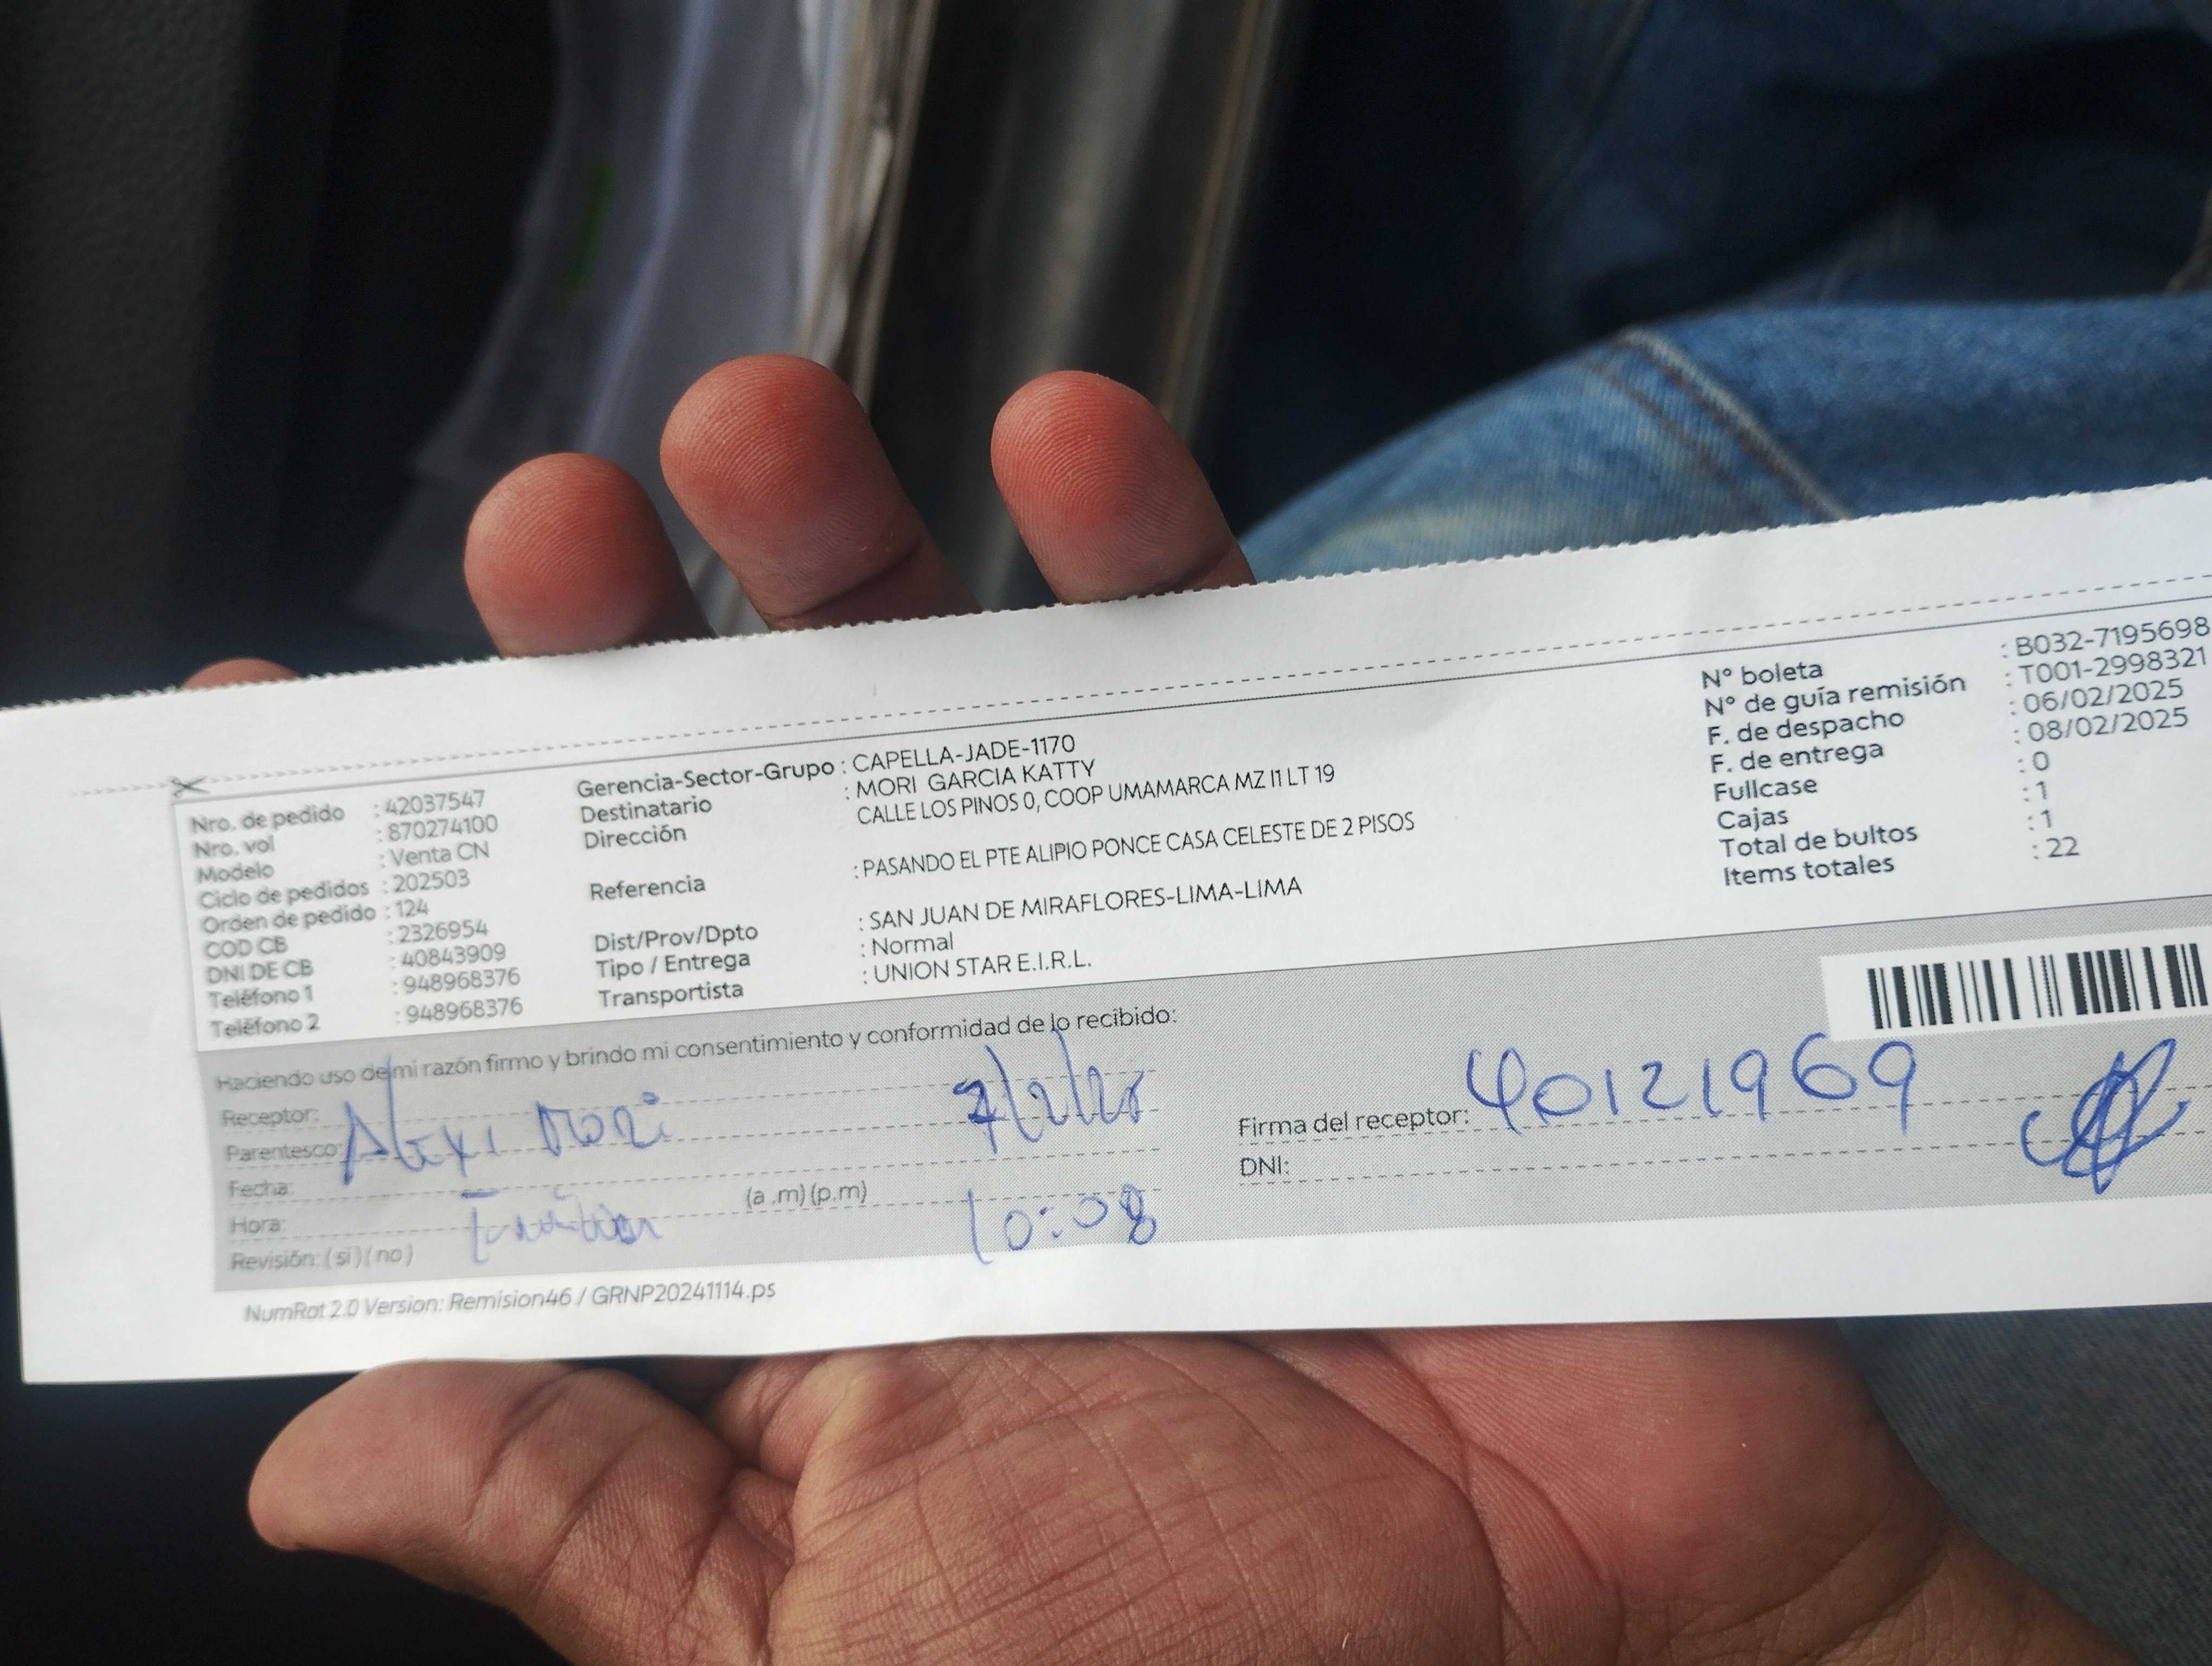 Nro. de pedido : 42037547
Nro. vol : 870274100
Modelo : Venta CN
Ciclo de pedidos : 202503
Orden de pedido : 124
COD CB : 2326954
DNI DE CB : 40843909
Teléfono 1 : 948968376
Teléfono 2 : 948968376
Gerencia-Sector-Grupo : CAPELLA-JADE-1170
Destinatario : MORI GARCIA KATTY
Dirección CALLE LOS PINOS 0, COOP UMAMARCA MZ I1 LT 19
Referencia : PASANDO EL PTE ALIPIO PONCE CASA CELESTE DE 2 PISOS
Dist/Prov/Dpto : SAN JUAN DE MIRAFLORES-LIMA-LIMA
Tipo / Entrega : Normal
Transportista : UNION STAR E.I.R.L.
N° boleta : B032-7195698
N° de guía remisión : T001-2998321
F. de despacho : 06/02/2025
F. de entrega : 08/02/2025
Fullcase : 0
Cajas : 1
Total de bultos : 1
Items totales : 22
Haciendo uso de mi razón firmo y brindo mi consentimiento y conformidad de lo recibido:
Receptor:
Parentesco: Alexi Mori 7/2/25
Fecha:
Hora: (a .m) (p.m) 10:08
Revisión: ( si ) ( no )
Firma del receptor: 40121969
DNI:
NumRot 2.0 Version: Remision46 / GRNP20241114.ps